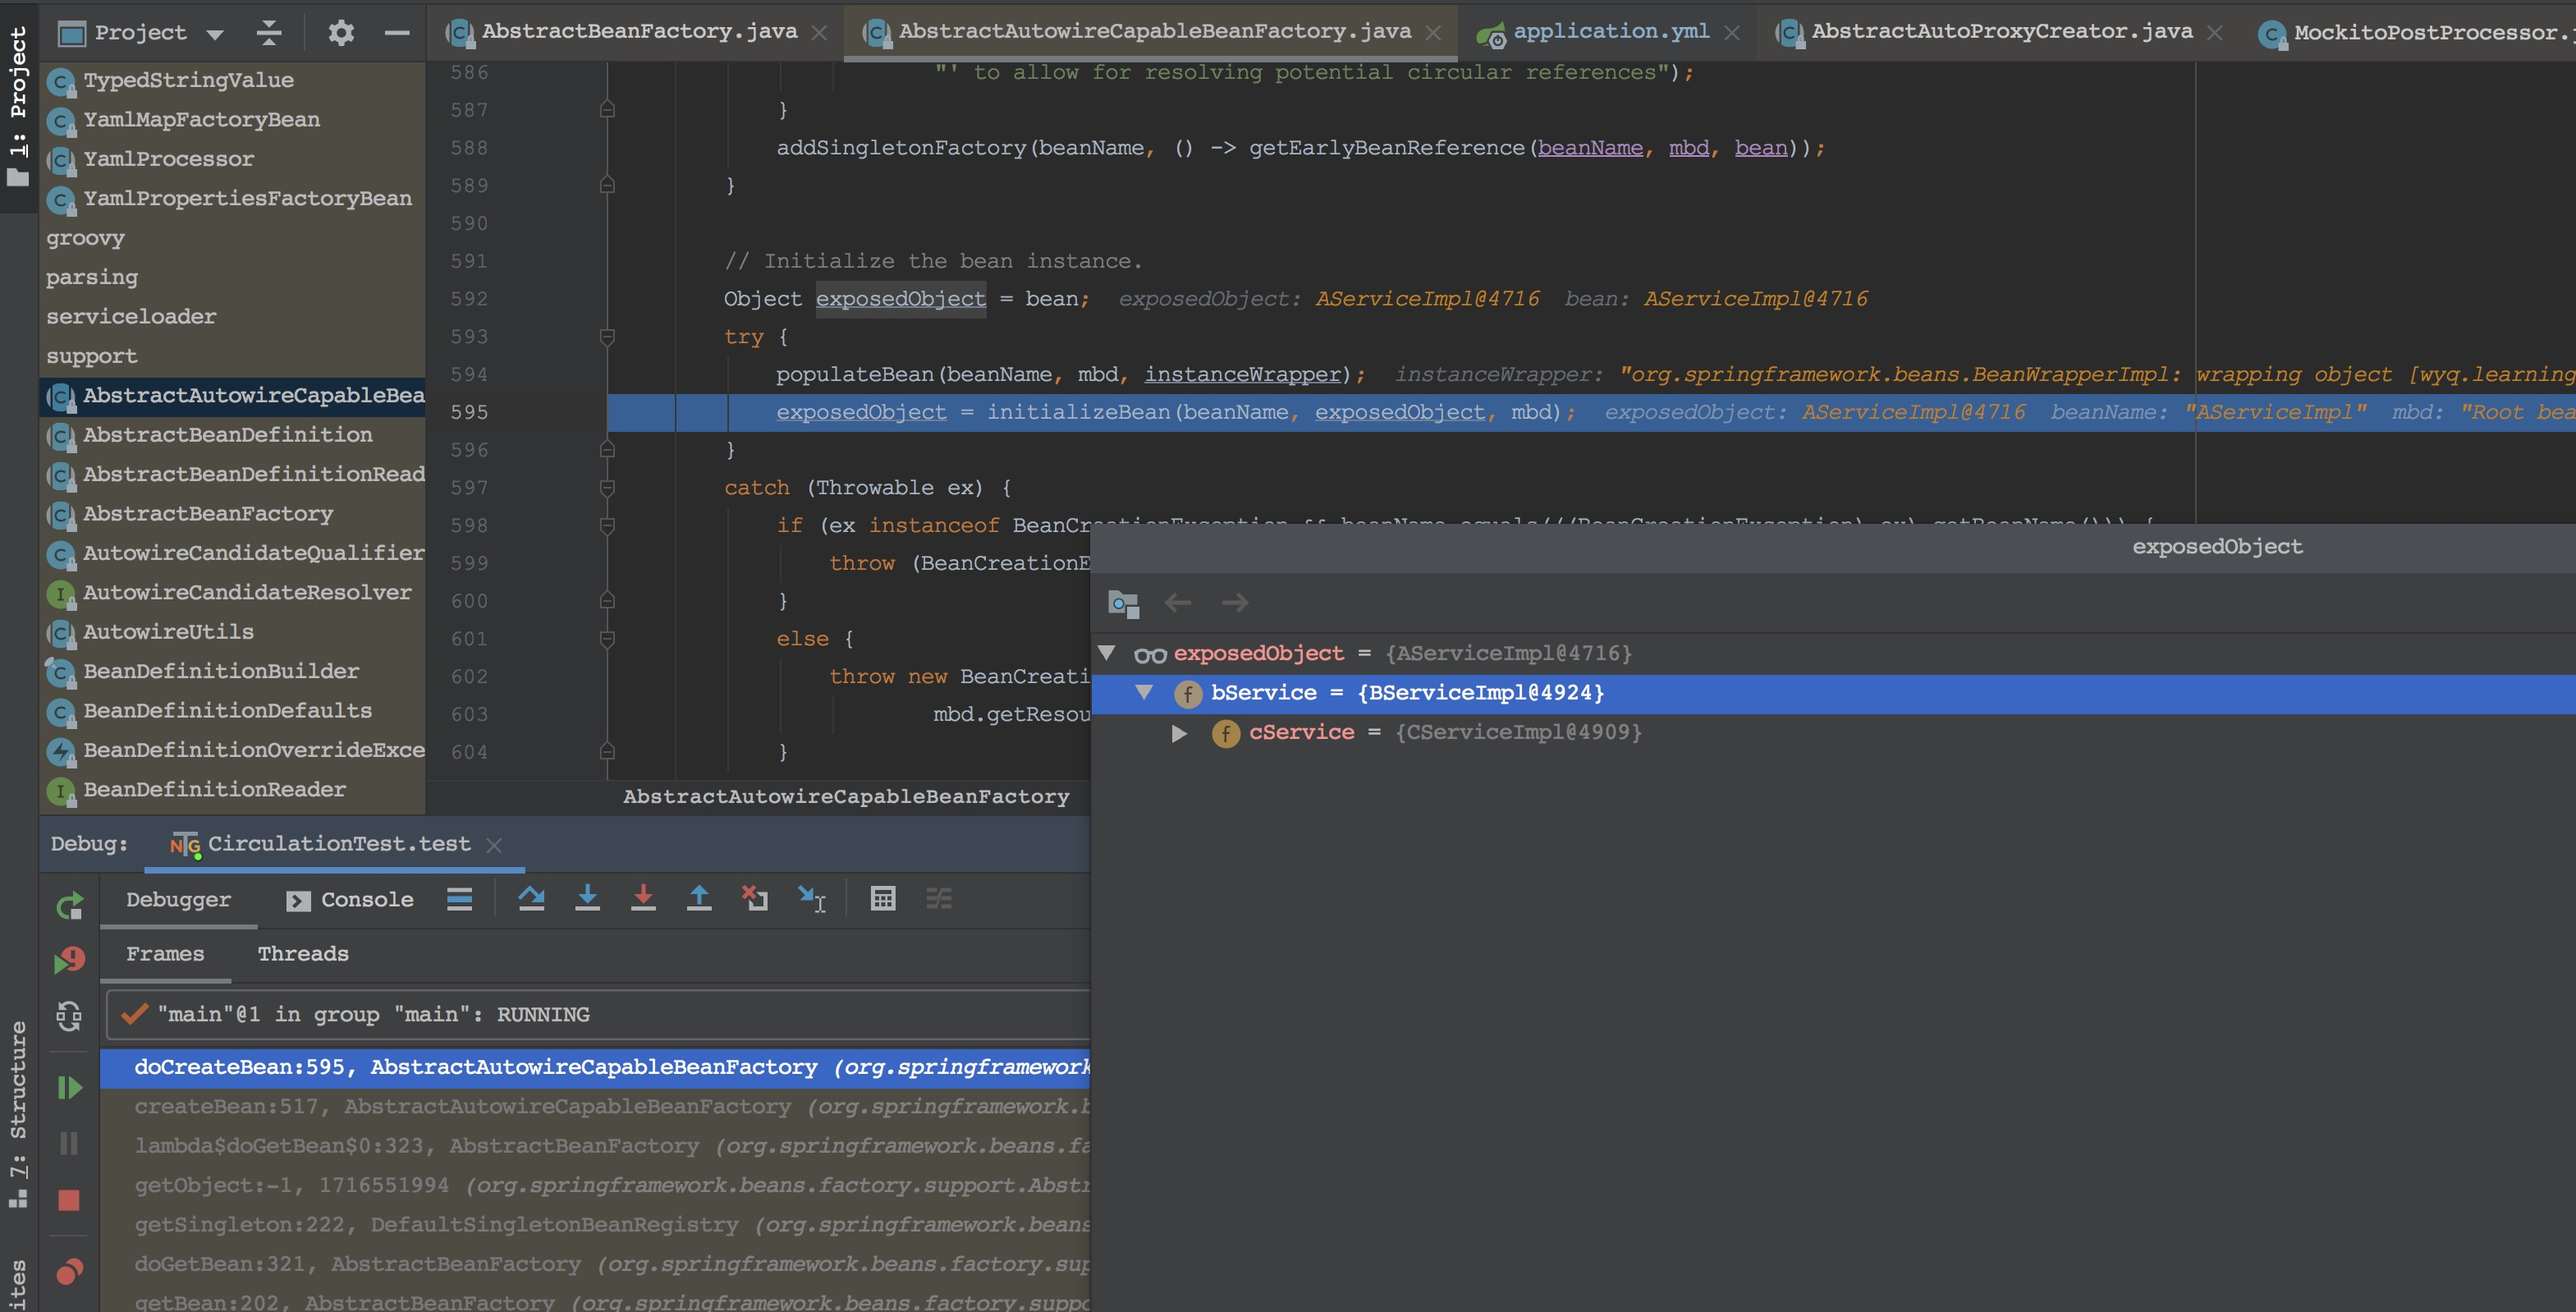 1: Project
Project
AbstractBeanFactory.java
AbstractAutowireCapableBeanFactory.java
application.yml
AbstractAutoProxyCreator.java
MockitoPostProcessor.j
TypedStringValue
YamlMapFactoryBean
YamlProcessor
YamlPropertiesFactoryBean
groovy
parsing
serviceloader
support
AbstractAutowireCapableBea
AbstractBeanDefinition
AbstractBeanDefinitionRead
AbstractBeanFactory
AutowireCandidateQualifier
AutowireCandidateResolver
AutowireUtils
BeanDefinitionBuilder
BeanDefinitionDefaults
BeanDefinitionOverrideExce
BeanDefinitionReader
586 "' to allow for resolving potential circular references");
587 }
588 addSingletonFactory(beanName, () -> getEarlyBeanReference(beanName, mbd, bean));
589 }
590
591 // Initialize the bean instance.
592 Object exposedObject = bean; exposedObject: AServiceImpl@4716 bean: AServiceImpl@4716
593 try {
594 populateBean(beanName, mbd, instanceWrapper); instanceWrapper: "org.springframework.beans.BeanWrapperImpl: wrapping object [wyq.learning
595 exposedObject = initializeBean(beanName, exposedObject, mbd); exposedObject: AServiceImpl@4716 beanName: "AServiceImpl" mbd: "Root bea
596 }
597 catch (Throwable ex) {
598 if (ex instanceof BeanCreationException && beanName.equals(((BeanCreationException) ex).getBeanName())) {
599 throw (BeanCreationE
600 }
601 else {
602 throw new BeanCreati
603 mbd.getResou
604 }
AbstractAutowireCapableBeanFactory
exposedObject
exposedObject = {AServiceImpl@4716}
bService = {BServiceImpl@4924}
cService = {CServiceImpl@4909}
Debug:
CirculationTest.test
Debugger
Console
Frames
Threads
"main"@1 in group "main": RUNNING
doCreateBean:595, AbstractAutowireCapableBeanFactory (org.springframework
createBean:517, AbstractAutowireCapableBeanFactory (org.springframework.b
lambda$doGetBean$0:323, AbstractBeanFactory (org.springframework.beans.fa
getObject:-1, 1716551994 (org.springframework.beans.factory.support.Abstr
getSingleton:222, DefaultSingletonBeanRegistry (org.springframework.beans
doGetBean:321, AbstractBeanFactory (org.springframework.beans.factory.sup
getBean:202, AbstractBeanFactory (org.springframework.beans.factory.suppo
7: Structure
ites